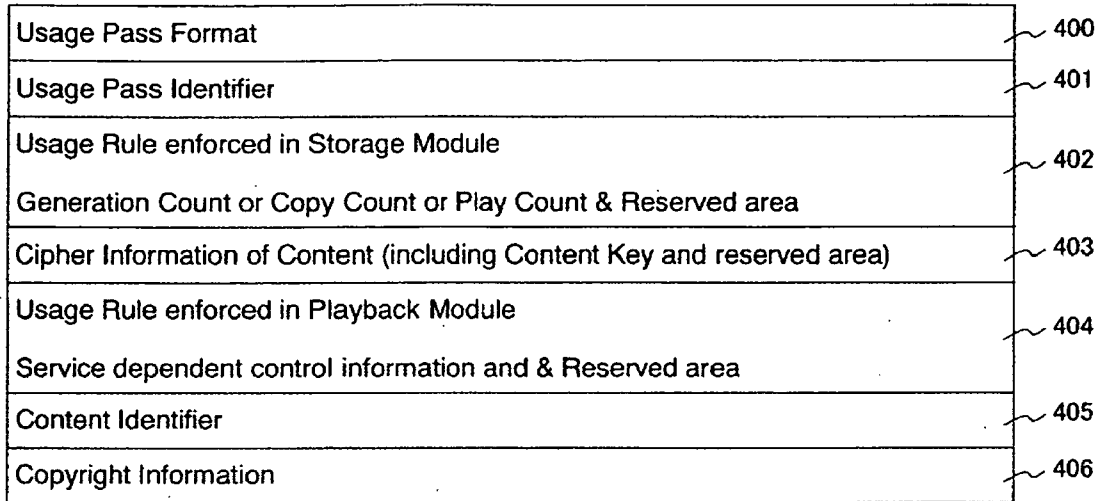 Usage Pass Format 400
Usage Pass Identifier 401
Usage Rule enforced in Storage Module
402
Generation Count or Copy Count or Play Count & Reserved area
Cipher Information of Content (including Content Key and reserved area) 403
Usage Rule enforced in Playback Module
404
Service dependent control information and & Reserved area
Content Identifier 405
Copyright Information 406